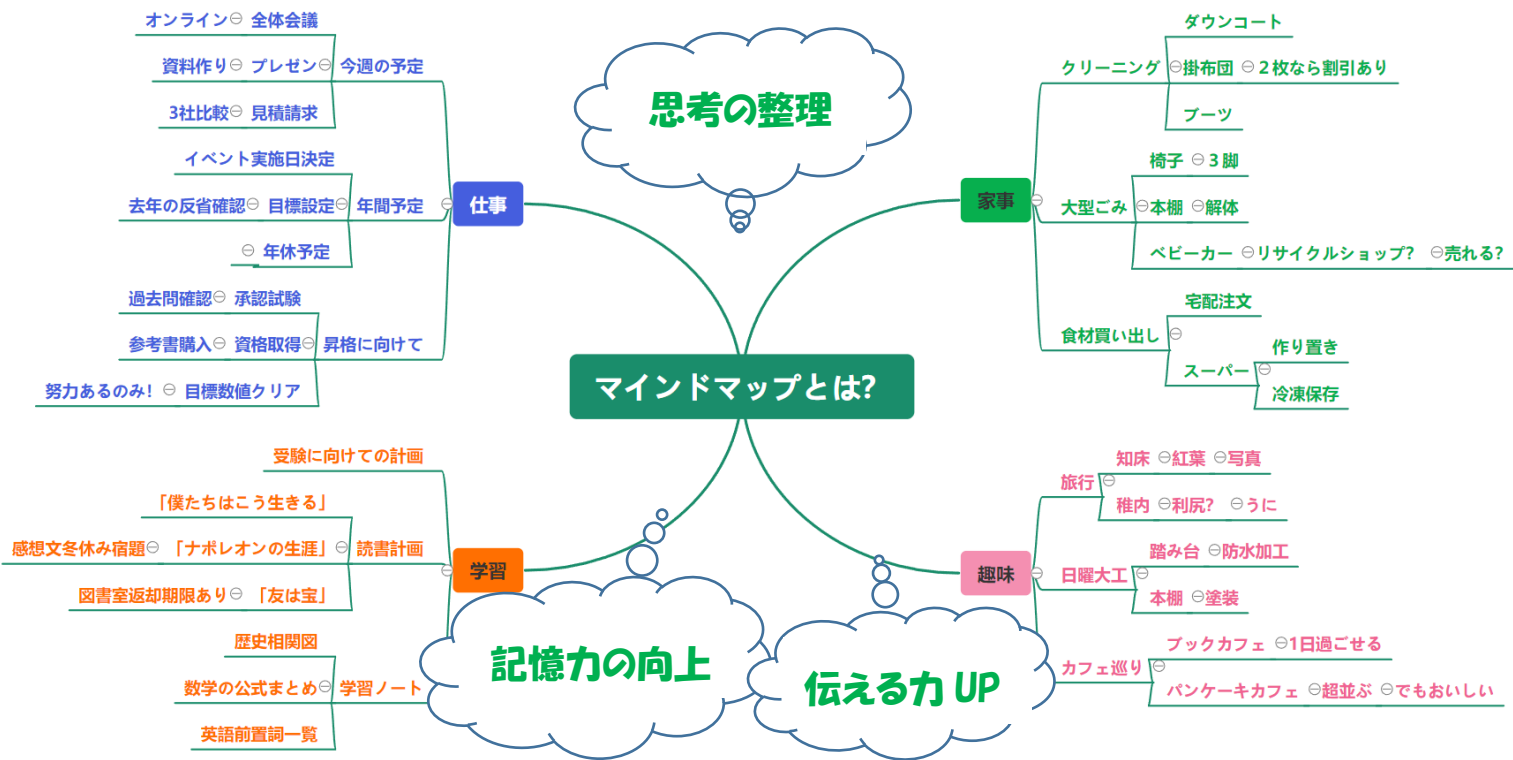 マインドマップとは?
思考の整理
記憶力の向上
伝える力 UP
仕事
今週の予定
全体会議
オンライン
プレゼン
資料作り
見積請求
3社比較
年間予定
イベント実施日決定
目標設定
去年の反省確認
年休予定
昇格に向けて
承認試験
過去問確認
資格取得
参考書購入
目標数値クリア
努力あるのみ!
学習
受験に向けての計画
読書計画
「僕たちはこう生きる」
「ナポレオンの生涯」
感想文冬休み宿題
「友は宝」
図書室返却期限あり
学習ノート
歴史相関図
数学の公式まとめ
英語前置詞一覧
家事
クリーニング
ダウンコート
掛布団
2枚なら割引あり
ブーツ
大型ごみ
椅子
3脚
本棚
解体
ベビーカー
リサイクルショップ?
売れる?
食材買い出し
宅配注文
スーパー
作り置き
冷凍保存
趣味
旅行
知床
紅葉
写真
稚内
利尻?
うに
日曜大工
踏み台
防水加工
本棚
塗装
カフェ巡り
ブックカフェ
1日過ごせる
パンケーキカフェ
超並ぶ
でもおいしい